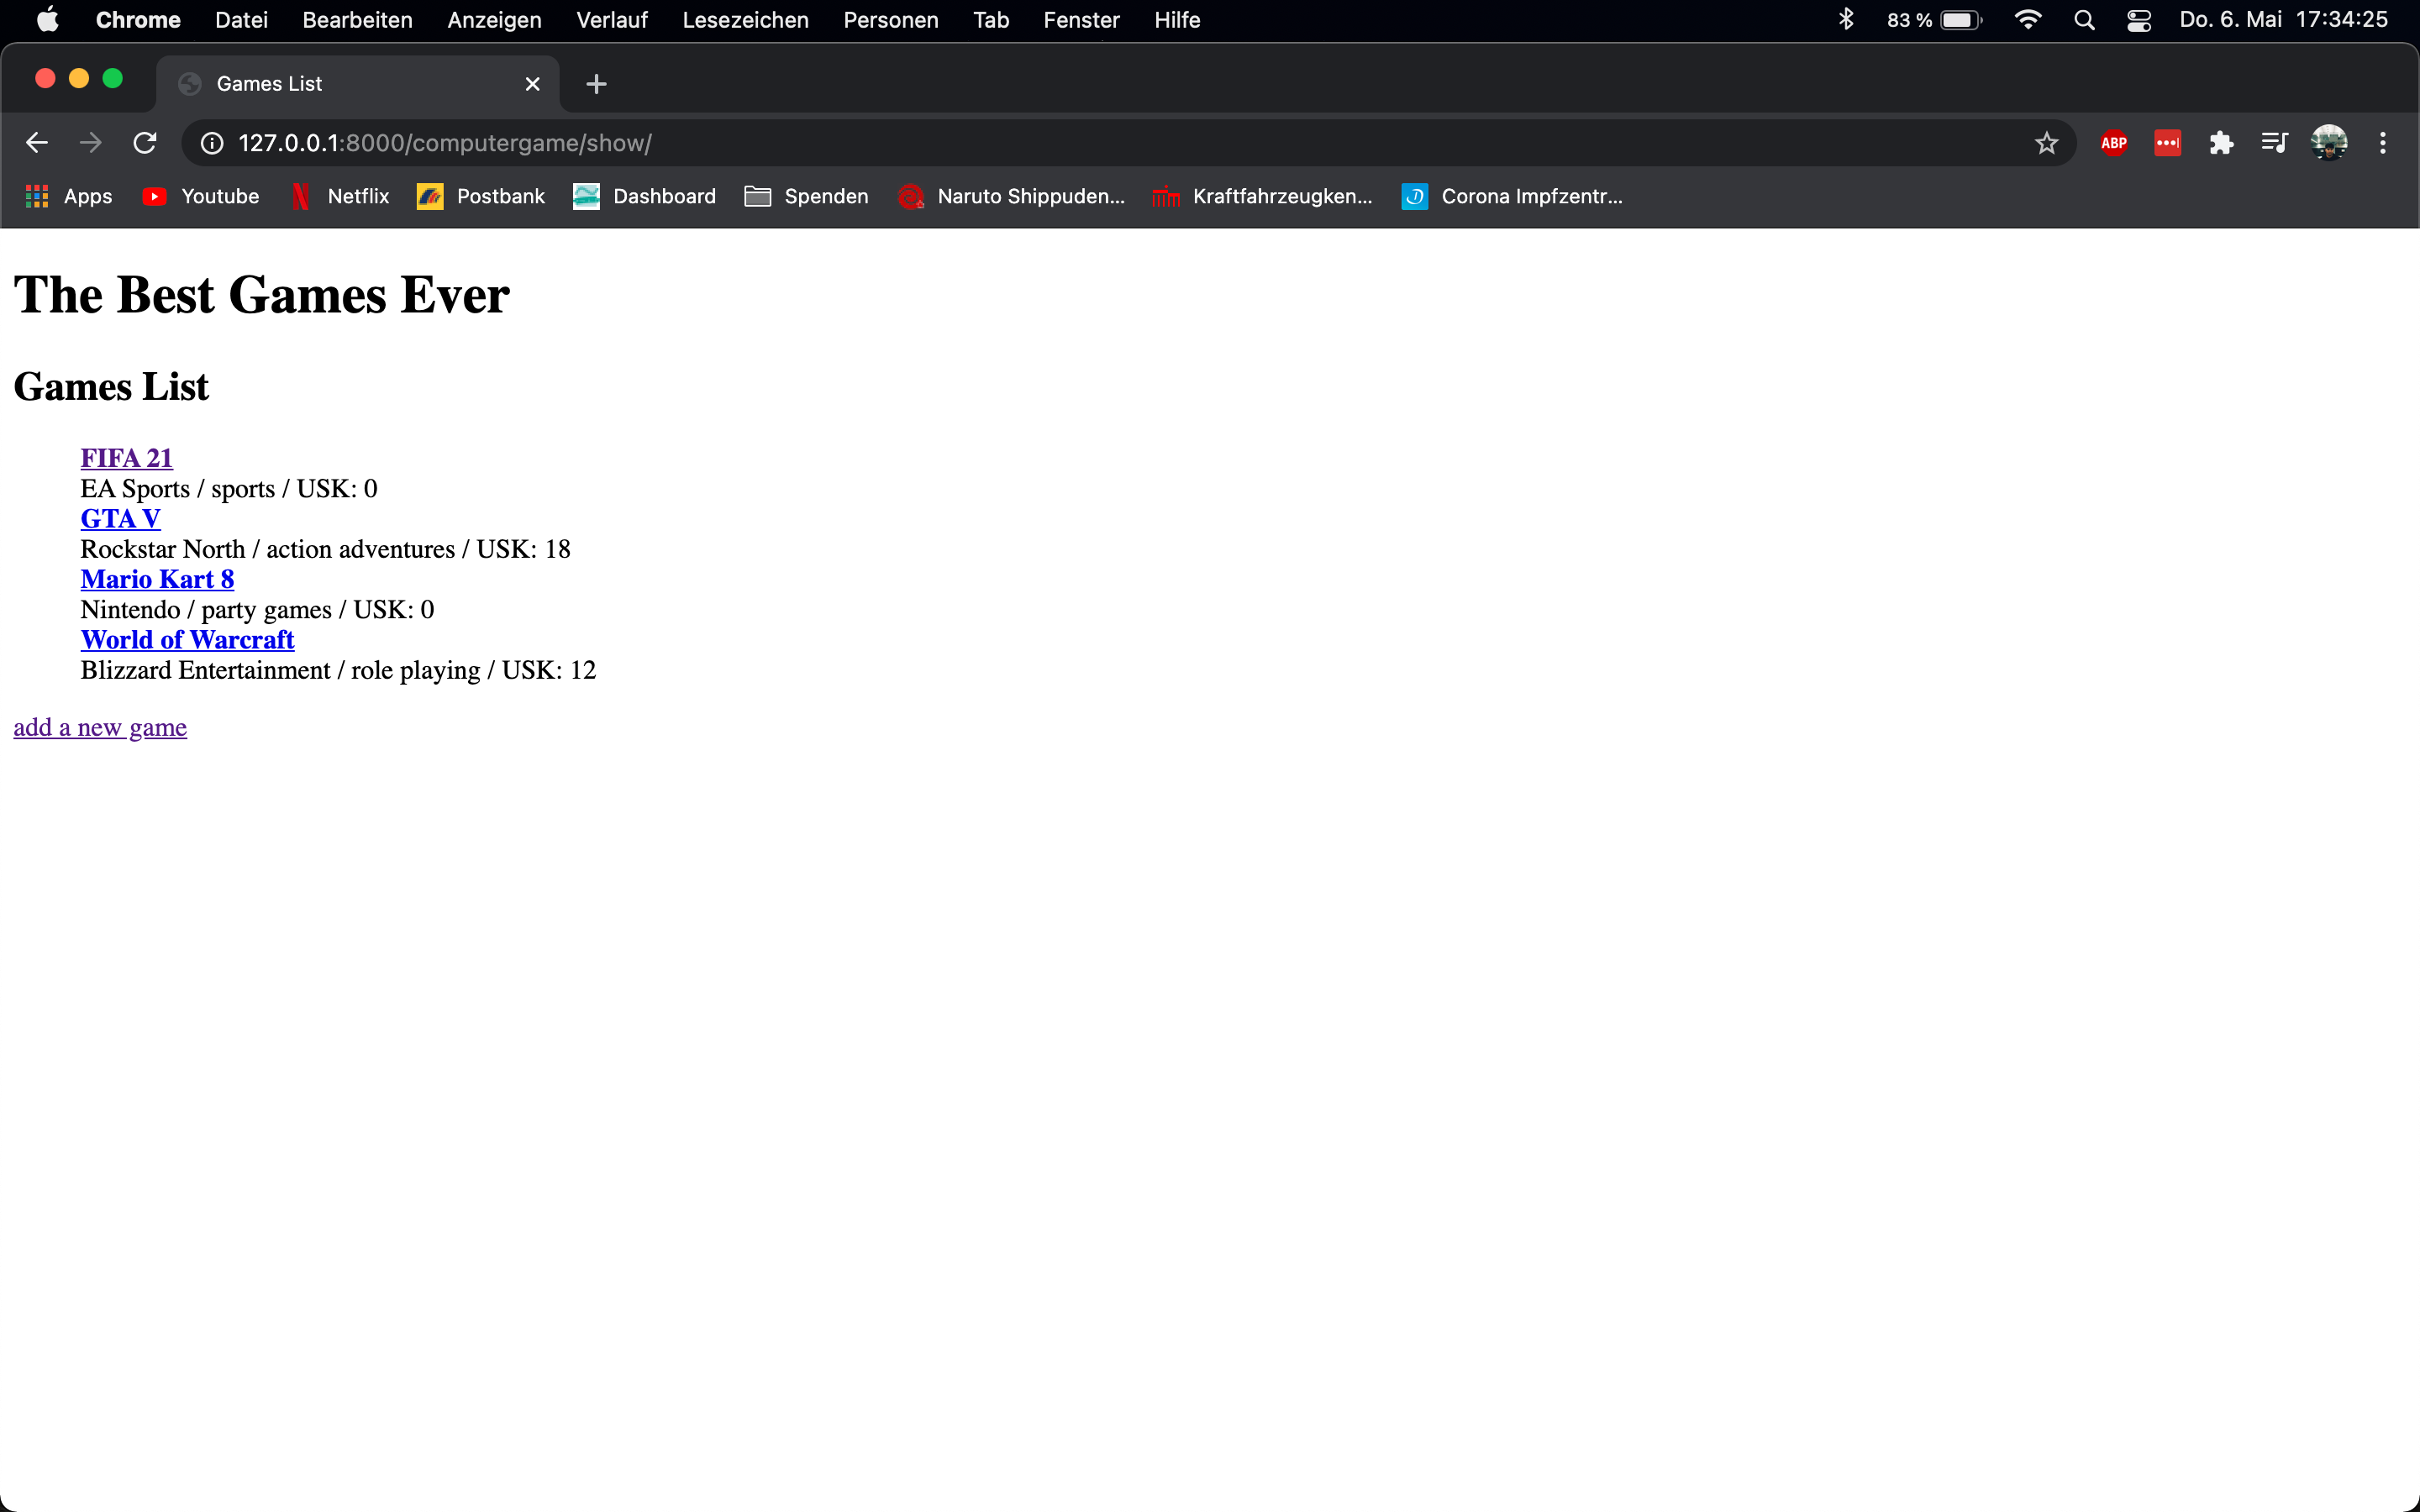 Chrome Datei Bearbeiten Anzeigen Verlauf Lesezeichen Personen Tab Fenster Hilfe 83 % Do. 6. Mai 17:34:25
Games List
127.0.0.1:8000/computergame/show/ ABP
Apps Youtube Netflix Postbank Dashboard Spenden Naruto Shippuden... Kraftfahrzeugken... Corona Impfzentr...
The Best Games Ever
Games List
FIFA 21
EA Sports / sports / USK: 0
GTA V
Rockstar North / action adventures / USK: 18
Mario Kart 8
Nintendo / party games / USK: 0
World of Warcraft
Blizzard Entertainment / role playing / USK: 12
add a new game